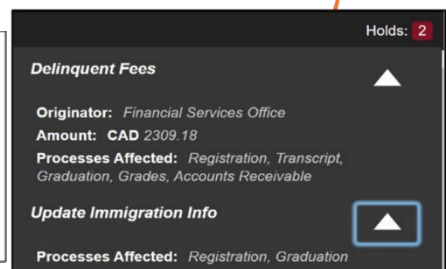 Holds: 2
Delinquent Fees
Originator: Financial Services Office
Amount: CAD 2309.18
Processes Affected: Registration, Transcript,
Graduation, Grades, Accounts Receivable
Update Immigration Info
Processes Affected: Registration, Graduation